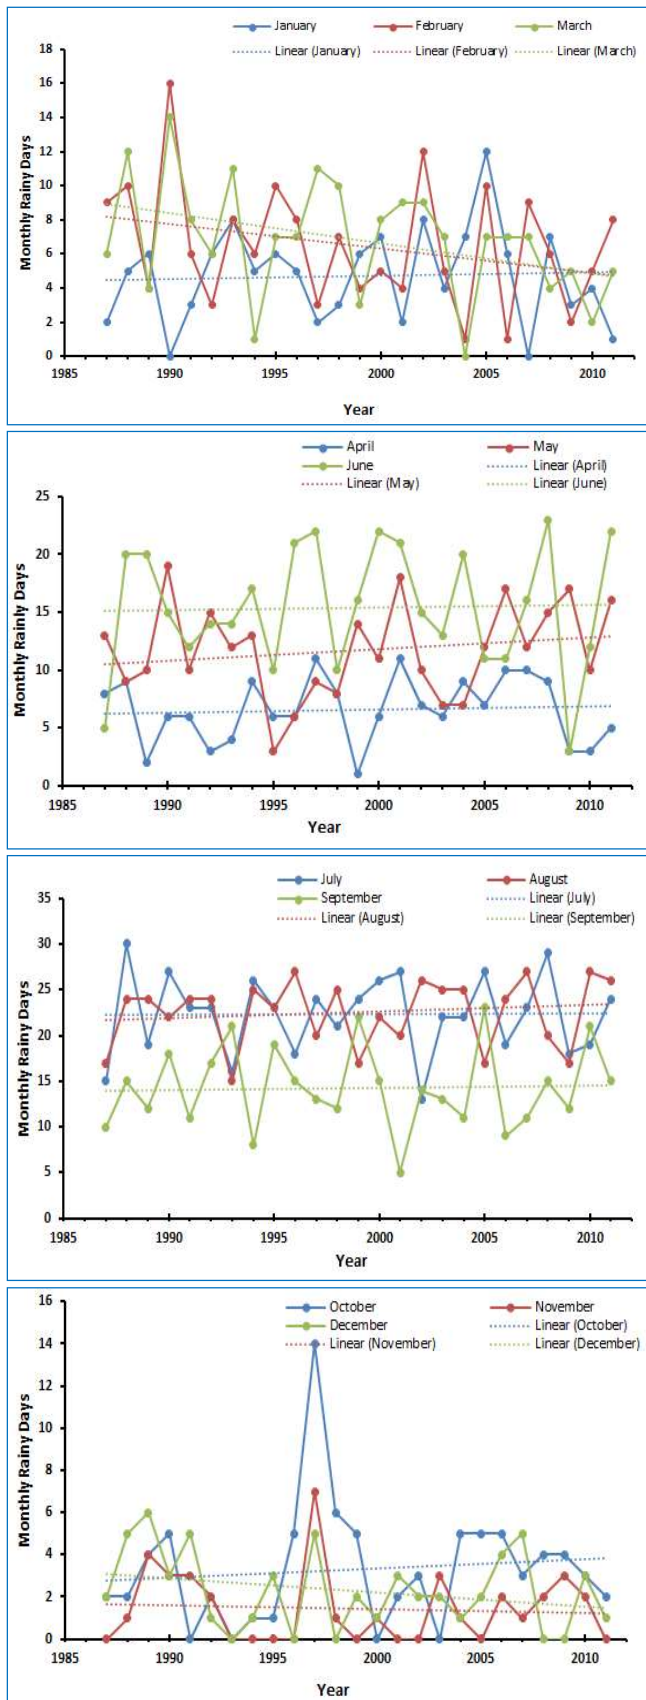 January February March
Linear (January) Linear (February) Linear (March)
18
16
14
12
10
8
6
4
2
0
Monthly Rainy Days
1985 1990 1995 2000 2005 2010
Year
April May
June Linear (April)
Linear (May) Linear (June)
25
20
15
10
5
0
Monthly Rainly Days
1985 1990 1995 2000 2005 2010
Year
July August
September Linear (July)
Linear (August) Linear (September)
35
30
25
20
15
10
5
0
Monthly Rainy Days
1985 1990 1995 2000 2005 2010
Year
October November
December Linear (October)
Linear (November) Linear (December)
16
14
12
10
8
6
4
2
0
Monthly Rainy Days
1985 1990 1995 2000 2005 2010
Year